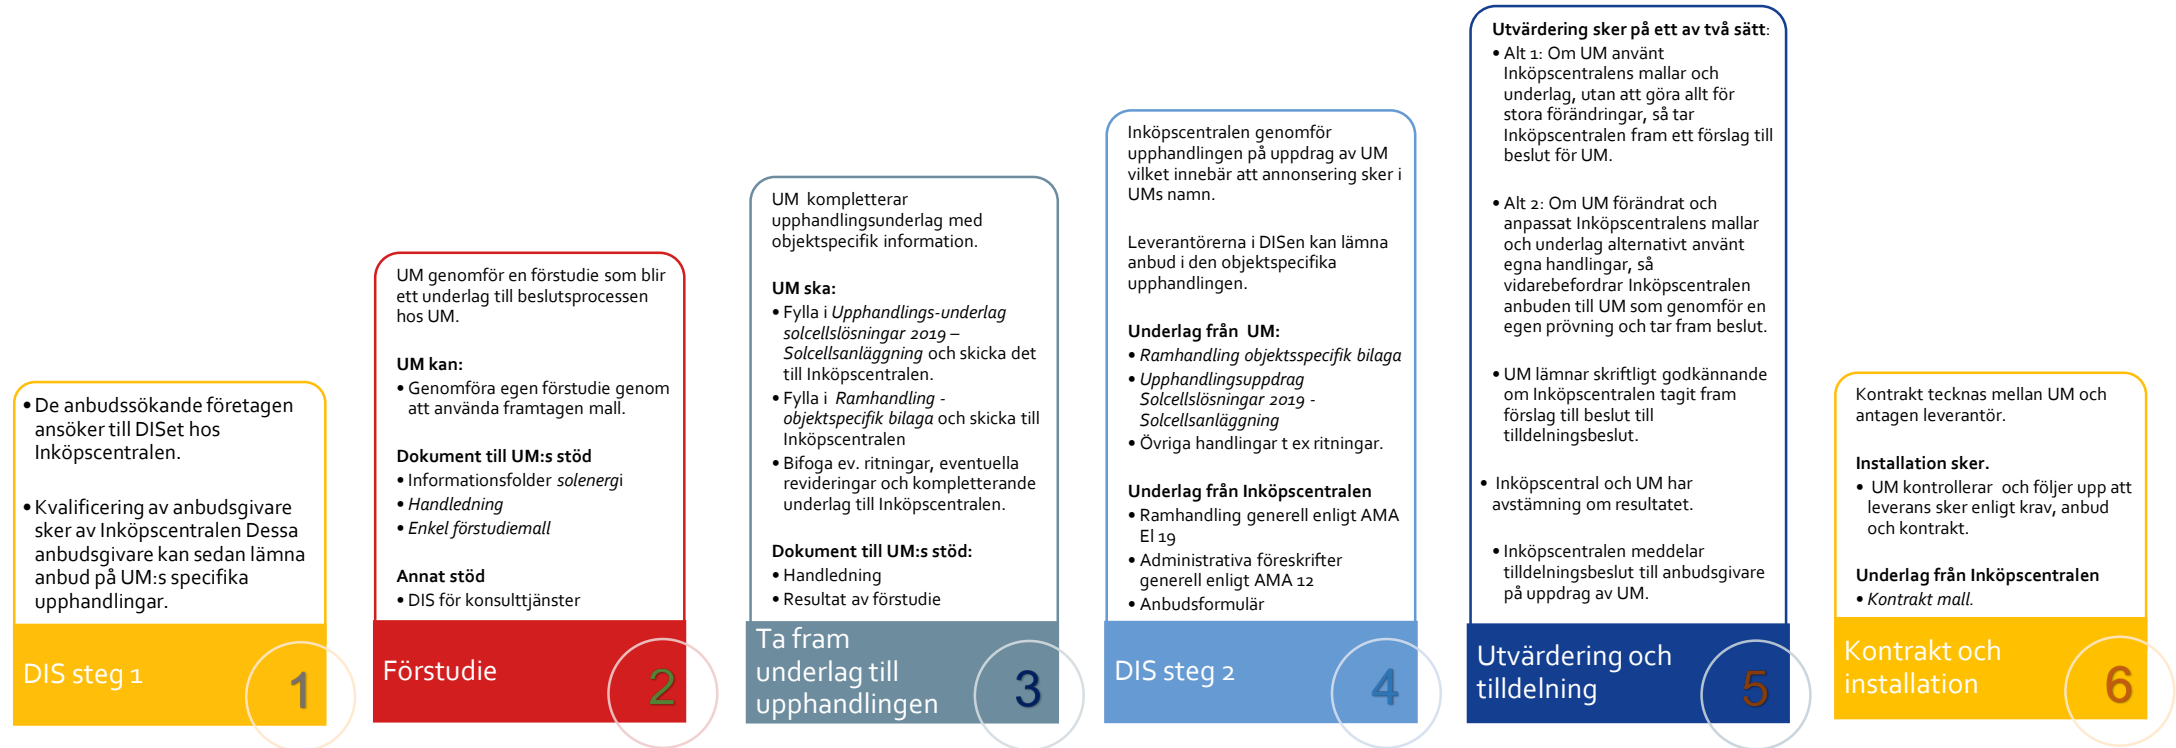 • De anbudssökande företagen
ansöker till DISet hos
Inköpscentralen.
• Kvalificering av anbudsgivare
sker av Inköpscentralen Dessa
anbudsgivare kan sedan lämna
anbud på UM:s specifika
upphandlingar.
DIS steg 1
1
UM genomför en förstudie som blir
ett underlag till beslutsprocessen
hos UM.
UM kan:
• Genomföra egen förstudie genom
att använda framtagen mall.
Dokument till UM:s stöd
• Informationsfolder solenergi
• Handledning
• Enkel förstudiemall
Annat stöd
• DIS för konsulttjänster
Förstudie
2
UM kompletterar
upphandlingsunderlag med
objektspecifik information.
UM ska:
• Fylla i Upphandlings-underlag
solcellslösningar 2019 –
Solcellsanläggning och skicka det
till Inköpscentralen.
• Fylla i Ramhandling -
objektspecifik bilaga och skicka till
Inköpscentralen
• Bifoga ev. ritningar, eventuella
revideringar och kompletterande
underlag till Inköpscentralen.
Dokument till UM:s stöd:
• Handledning
• Resultat av förstudie
Ta fram
underlag till
upphandlingen
3
Inköpscentralen genomför
upphandlingen på uppdrag av UM
vilket innebär att annonsering sker i
UMs namn.
Leverantörerna i DISen kan lämna
anbud i den objektspecifika
upphandlingen.
Underlag från UM:
• Ramhandling objektsspecifik bilaga
• Upphandlingsuppdrag
Solcellslösningar 2019 -
Solcellsanläggning
• Övriga handlingar t ex ritningar.
Underlag från Inköpscentralen
• Ramhandling generell enligt AMA
El 19
• Administrativa föreskrifter
generell enligt AMA 12
• Anbudsformulär
DIS steg 2
4
Utvärdering sker på ett av två sätt:
• Alt 1: Om UM använt
Inköpscentralens mallar och
underlag, utan att göra allt för
stora förändringar, så tar
Inköpscentralen fram ett förslag till
beslut för UM.
• Alt 2: Om UM förändrat och
anpassat Inköpscentralens mallar
och underlag alternativt använt
egna handlingar, så
vidarebefordrar Inköpscentralen
anbuden till UM som genomför en
egen prövning och tar fram beslut.
• UM lämnar skriftligt godkännande
om Inköpscentralen tagit fram
förslag till beslut till
tilldelningsbeslut.
• Inköpscentral och UM har
avstämning om resultatet.
• Inköpscentralen meddelar
tilldelningsbeslut till anbudsgivare
på uppdrag av UM.
Utvärdering och
tilldelning
5
Kontrakt tecknas mellan UM och
antagen leverantör.
Installation sker.
• UM kontrollerar och följer upp att
leverans sker enligt krav, anbud
och kontrakt.
Underlag från Inköpscentralen
• Kontrakt mall.
Kontrakt och
installation
6